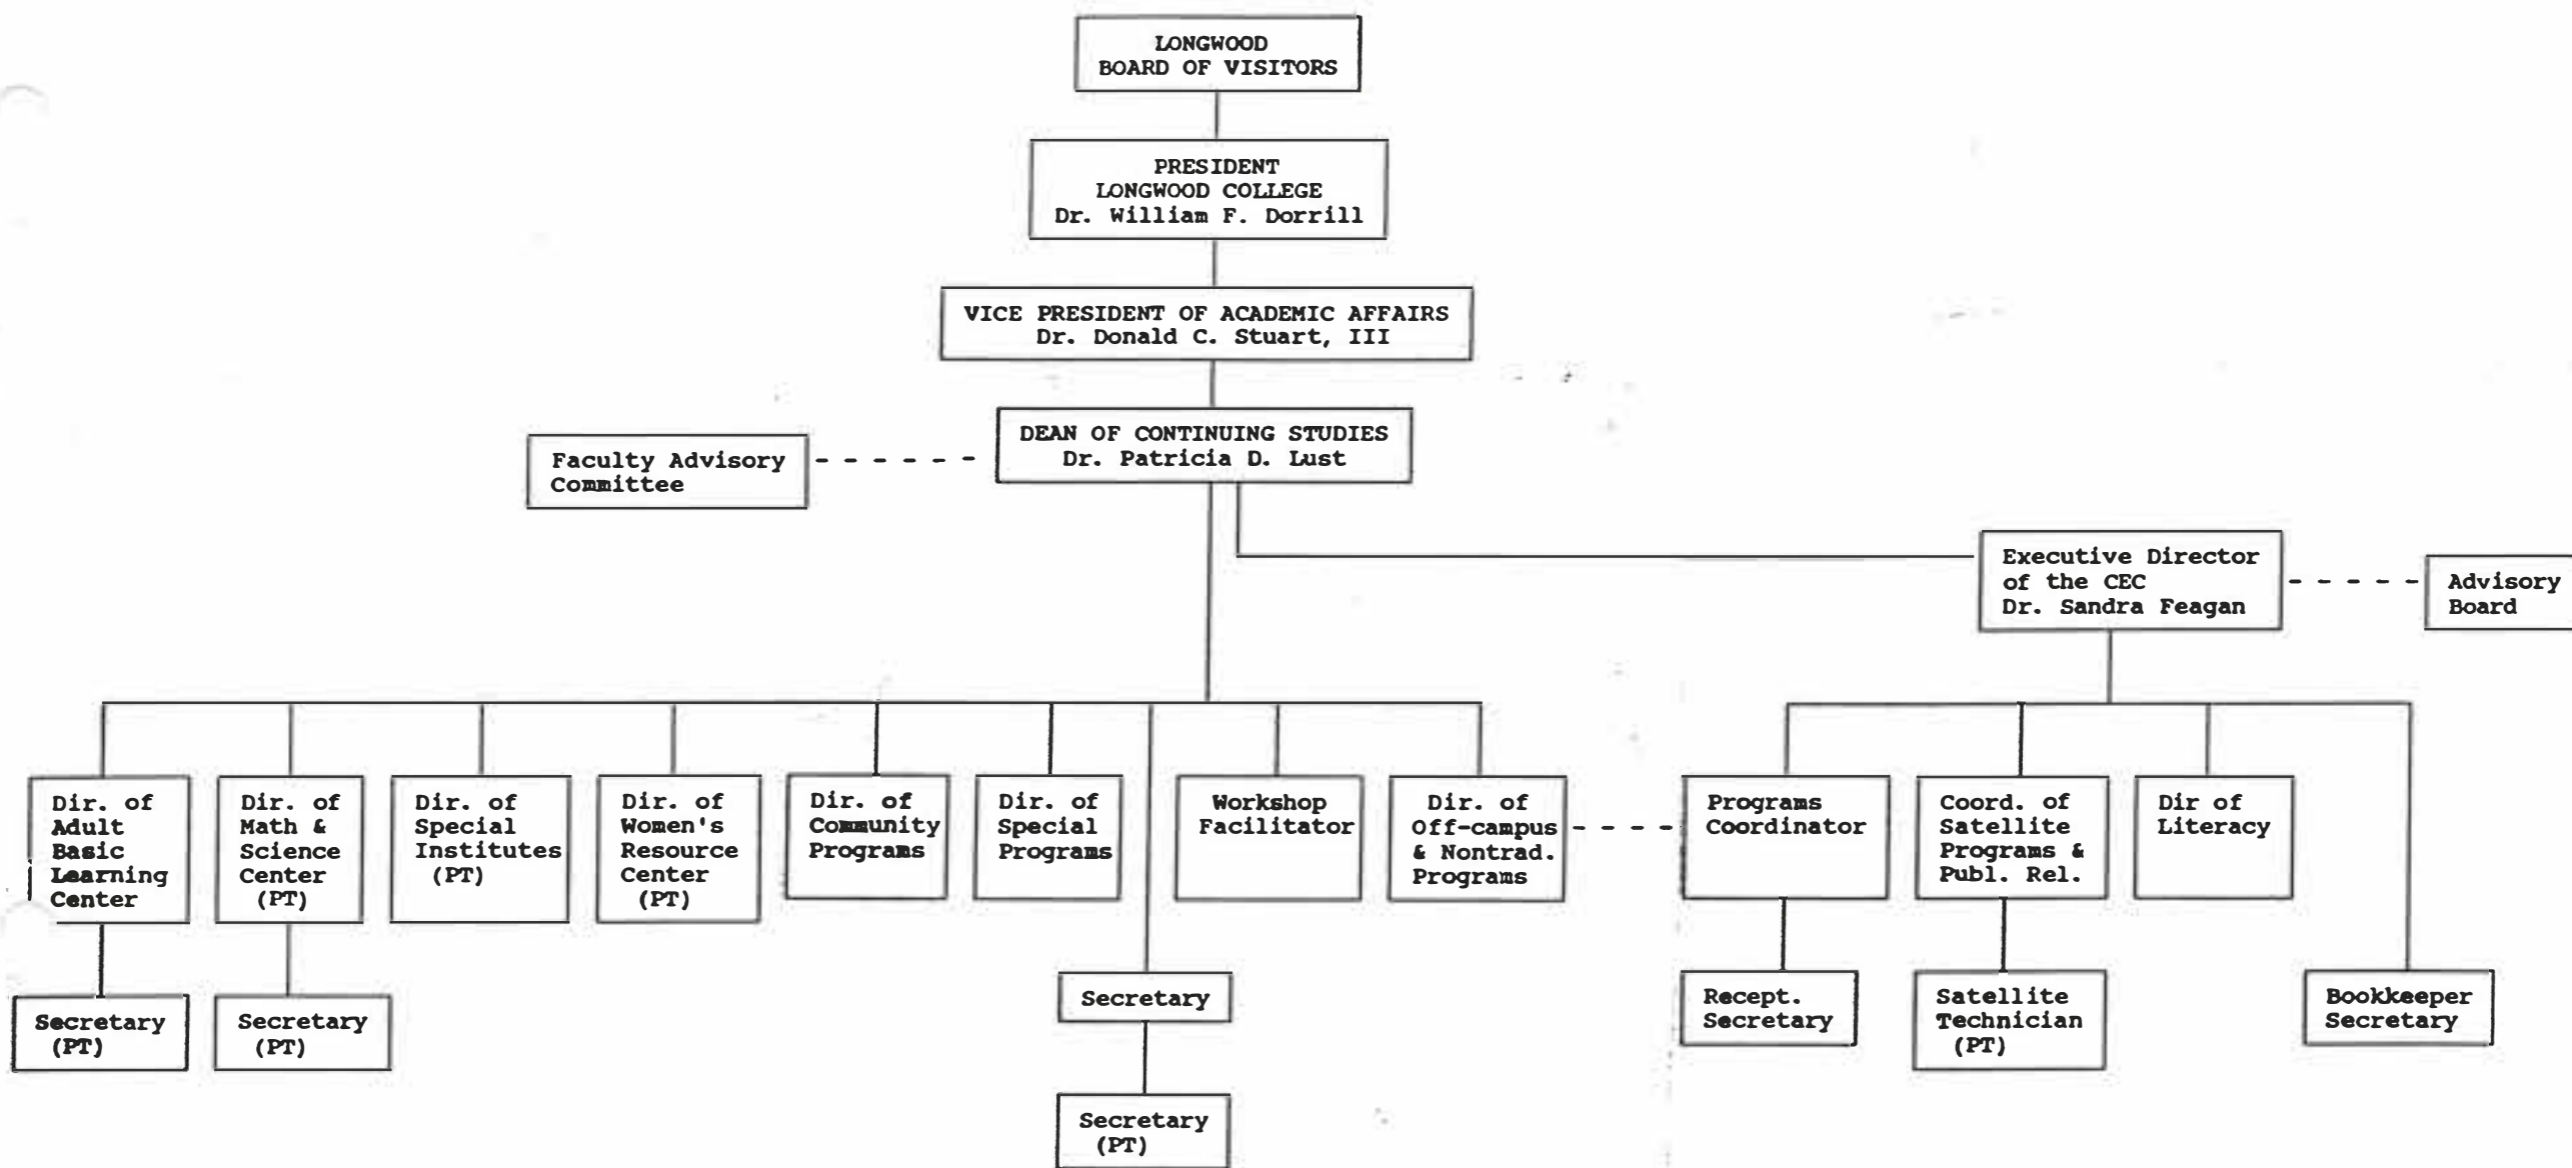 LONGWOOD
BOARD OF VISITORS
PRESIDENT
LONGWOOD COLLEGE
Dr. William F. Dorrill
VICE PRESIDENT OF ACADEMIC AFFAIRS
Dr. Donald C. Stuart, III
DEAN OF CONTINUING STUDIES
Dr. Patricia D. Lust
Faculty Advisory
Committee
Executive Director
of the CEC
Dr. Sandra Feagan
Advisory
Board
Dir. of
Adult
Basic
Learning
Center
Dir. of
Math &
Science
Center
(PT)
Dir. of
Special
Institutes
(PT)
Dir. of
Women's
Resource
Center
(PT)
Dir. of
Community
Programs
Dir. of
Special
Programs
Workshop
Facilitator
Dir. of
Off-campus
& Nontrad.
Programs
Programs
Coordinator
Coord. of
Satellite
Programs &
Publ. Rel.
Dir of
Literacy
Secretary
(PT)
Secretary
(PT)
Secretary
Secretary
(PT)
Recept.
Secretary
Satellite
Technician
(PT)
Bookkeeper
Secretary